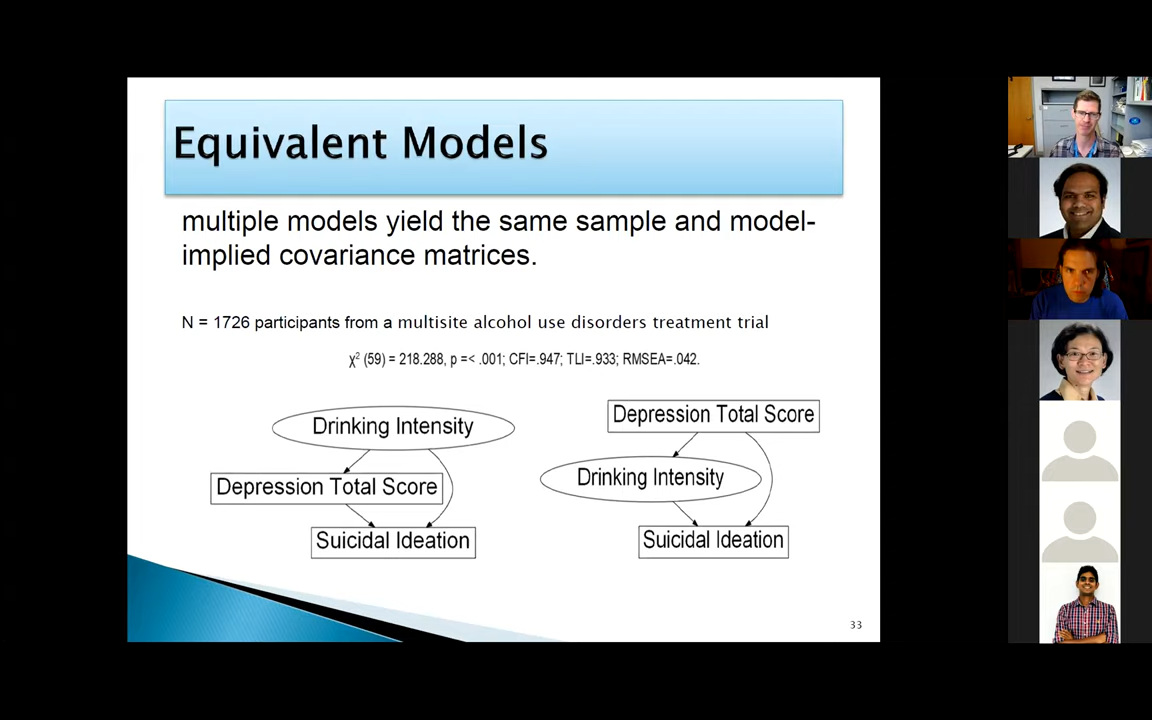 Equivalent Models
multiple models yield the same sample and model-
implied covariance matrices.
N = 1726 participants from a multisite alcohol use disorders treatment trial
χ² (59) = 218.288, p =< .001; CFI=.947; TLI=.933; RMSEA=.042.
Drinking Intensity
Depression Total Score
Suicidal Ideation
Depression Total Score
Drinking Intensity
Suicidal Ideation
33